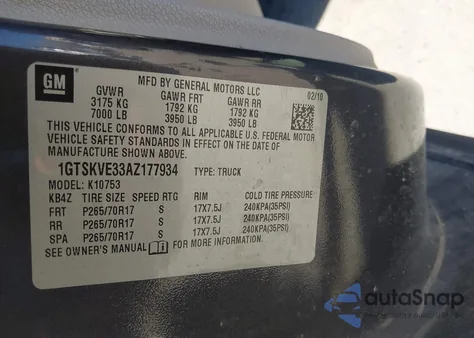 GM
MFD BY GENERAL MOTORS LLC
02/10
GVWR GAWR FRT GAWR RR
3175 KG 1792 KG 1792 KG
7000 LB 3950 LB 3950 LB
THIS VEHICLE CONFORMS TO ALL APPLICABLE U.S. FEDERAL MOTOR
VEHICLE SAFETY STANDARDS IN EFFECT ON THE DATE OF
MANUFACTURE SHOWN ABOVE.
1GTSKVE33AZ177934 TYPE: TRUCK
MODEL: K10753
KB4Z TIRE SIZE SPEED RTG RIM COLD TIRE PRESSURE
FRT P265/70R17 S 17X7.5J 240KPA(35PSI)
RR P265/70R17 S 17X7.5J 240KPA(35PSI)
SPA P265/70R17 S 17X7.5J 240KPA(35PSI)
SEE OWNER'S MANUAL FOR MORE INFORMATION.
autoSnap